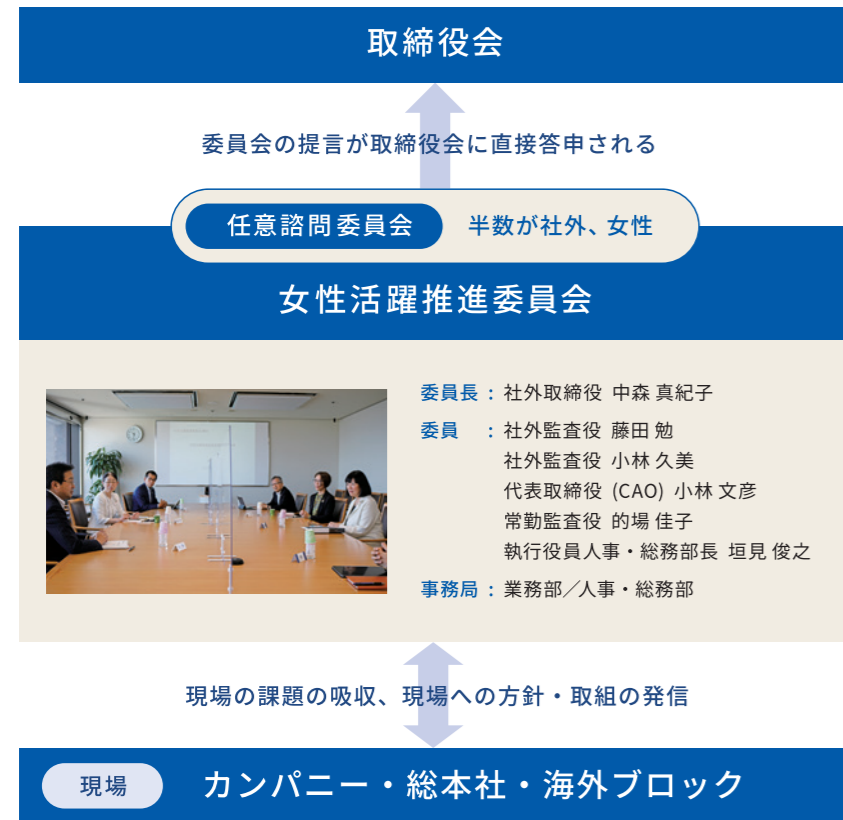 取締役会
委員会の提言が取締役会に直接答申される
任意諮問委員会 半数が社外、女性
女性活躍推進委員会
委員長 : 社外取締役 中森 真紀子
委員 : 社外監査役 藤田 勉
社外監査役 小林 久美
代表取締役 (CAO) 小林 文彦
常勤監査役 的場 佳子
執行役員人事・総務部長 垣見 俊之
事務局 : 業務部／人事・総務部
現場の課題の吸収、現場への方針・取組の発信
現場 カンパニー・総本社・海外ブロック